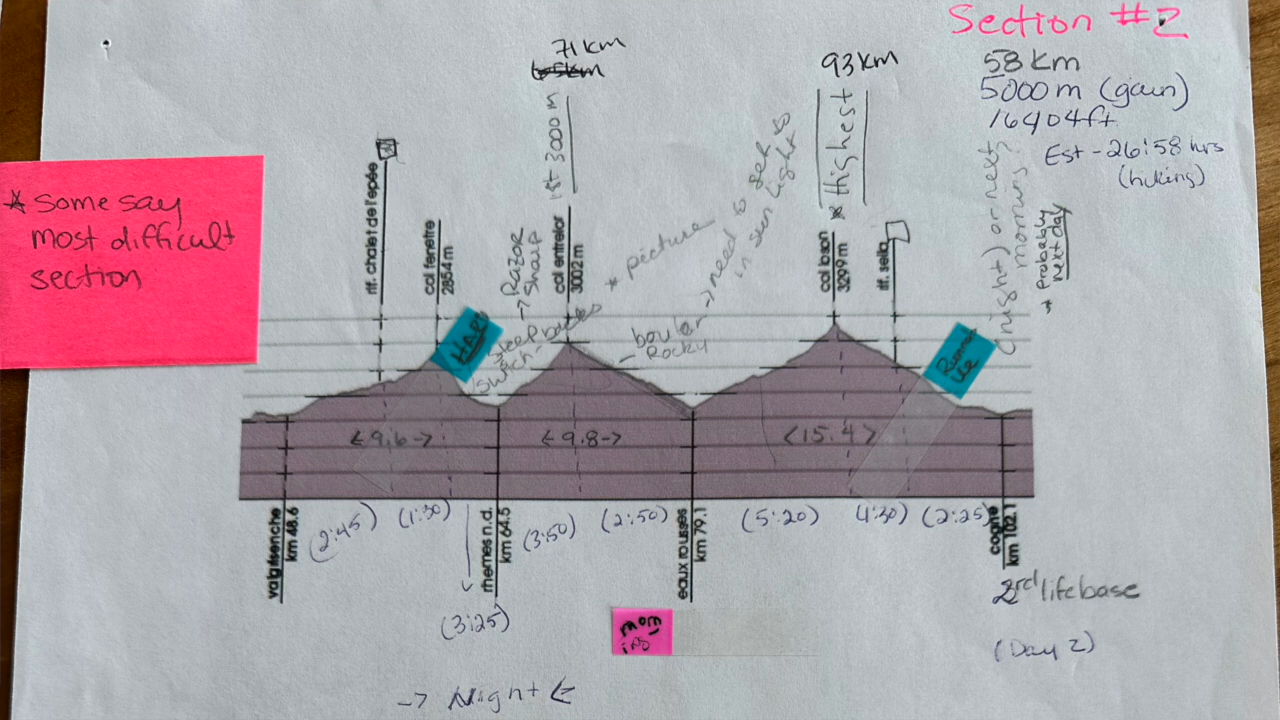 Section #2
58 km
5000 m (gain)
16404ft
Est - 26:58 hrs
(hiking)
* some say
most difficult
section
71 km
93 km
1st 3000 m
* Highest
rif. chalet de l'epée
col fenetre
2854 m
→ Razor
Sharp
col entrelor
3002 m
* picture
→ need to get to
in sun light
col loson
3299 m
rif. sella
(night) or next
morning
* Probably
next day
HARD
steep
switch-backs
- boulder
Rocky
Runnable
<9.6→
<9.8→
<15.4>
valgrisenche
km 48.6
(2:45)
(1:30)
rhemes n.d.
km 64.5
(3:50)
(2:50)
eaux rousses
km 79.1
(5:20)
(4:30)
(2:25)
cogne
km 102.1
(3:25)
2rd lifebase
(Day 2)
→ Night ←